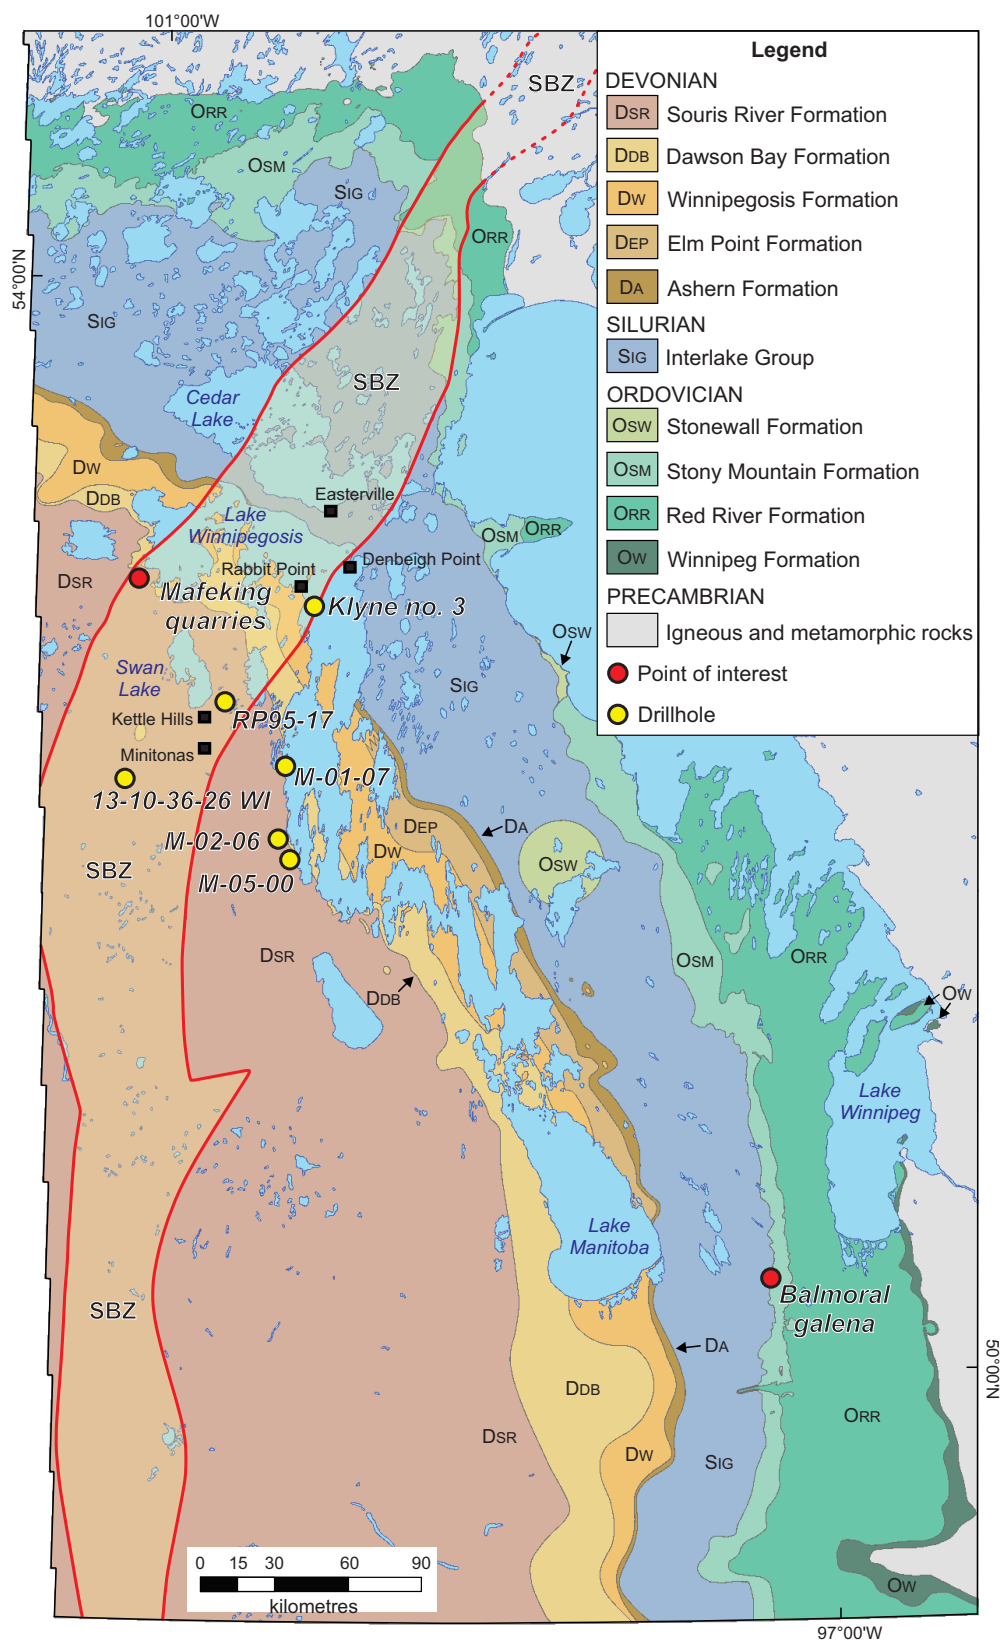 101°00'W
Legend
DEVONIAN
DSR Souris River Formation
DDB Dawson Bay Formation
DW Winnipegosis Formation
DEP Elm Point Formation
DA Ashern Formation
SILURIAN
SIG Interlake Group
ORDOVICIAN
OSW Stonewall Formation
OSM Stony Mountain Formation
ORR Red River Formation
OW Winnipeg Formation
PRECAMBRIAN
Igneous and metamorphic rocks
Point of interest
Drillhole
SBZ
ORR
OSM
SIG
ORR
54°00'N
SIG
SBZ
Cedar
Lake
DW
DDB
Easterville
Lake
Winnipegosis
OSM
ORR
Denbeigh Point
Rabbit Point
DSR
Mafeking
quarries
Klyne no. 3
OSW
Swan
Lake
SIG
Kettle Hills
RP95-17
Minitonas
M-01-07
13-10-36-26 WI
DEP
DA
M-02-06
DW
OSW
SBZ
M-05-00
DSR
OSM
ORR
DDB
OW
Lake
Winnipeg
Lake
Manitoba
SBZ
Balmoral
galena
DA
50°00'N
DDB
ORR
DSR
DW
SIG
0 15 30 60 90
kilometres
OW
97°00'W